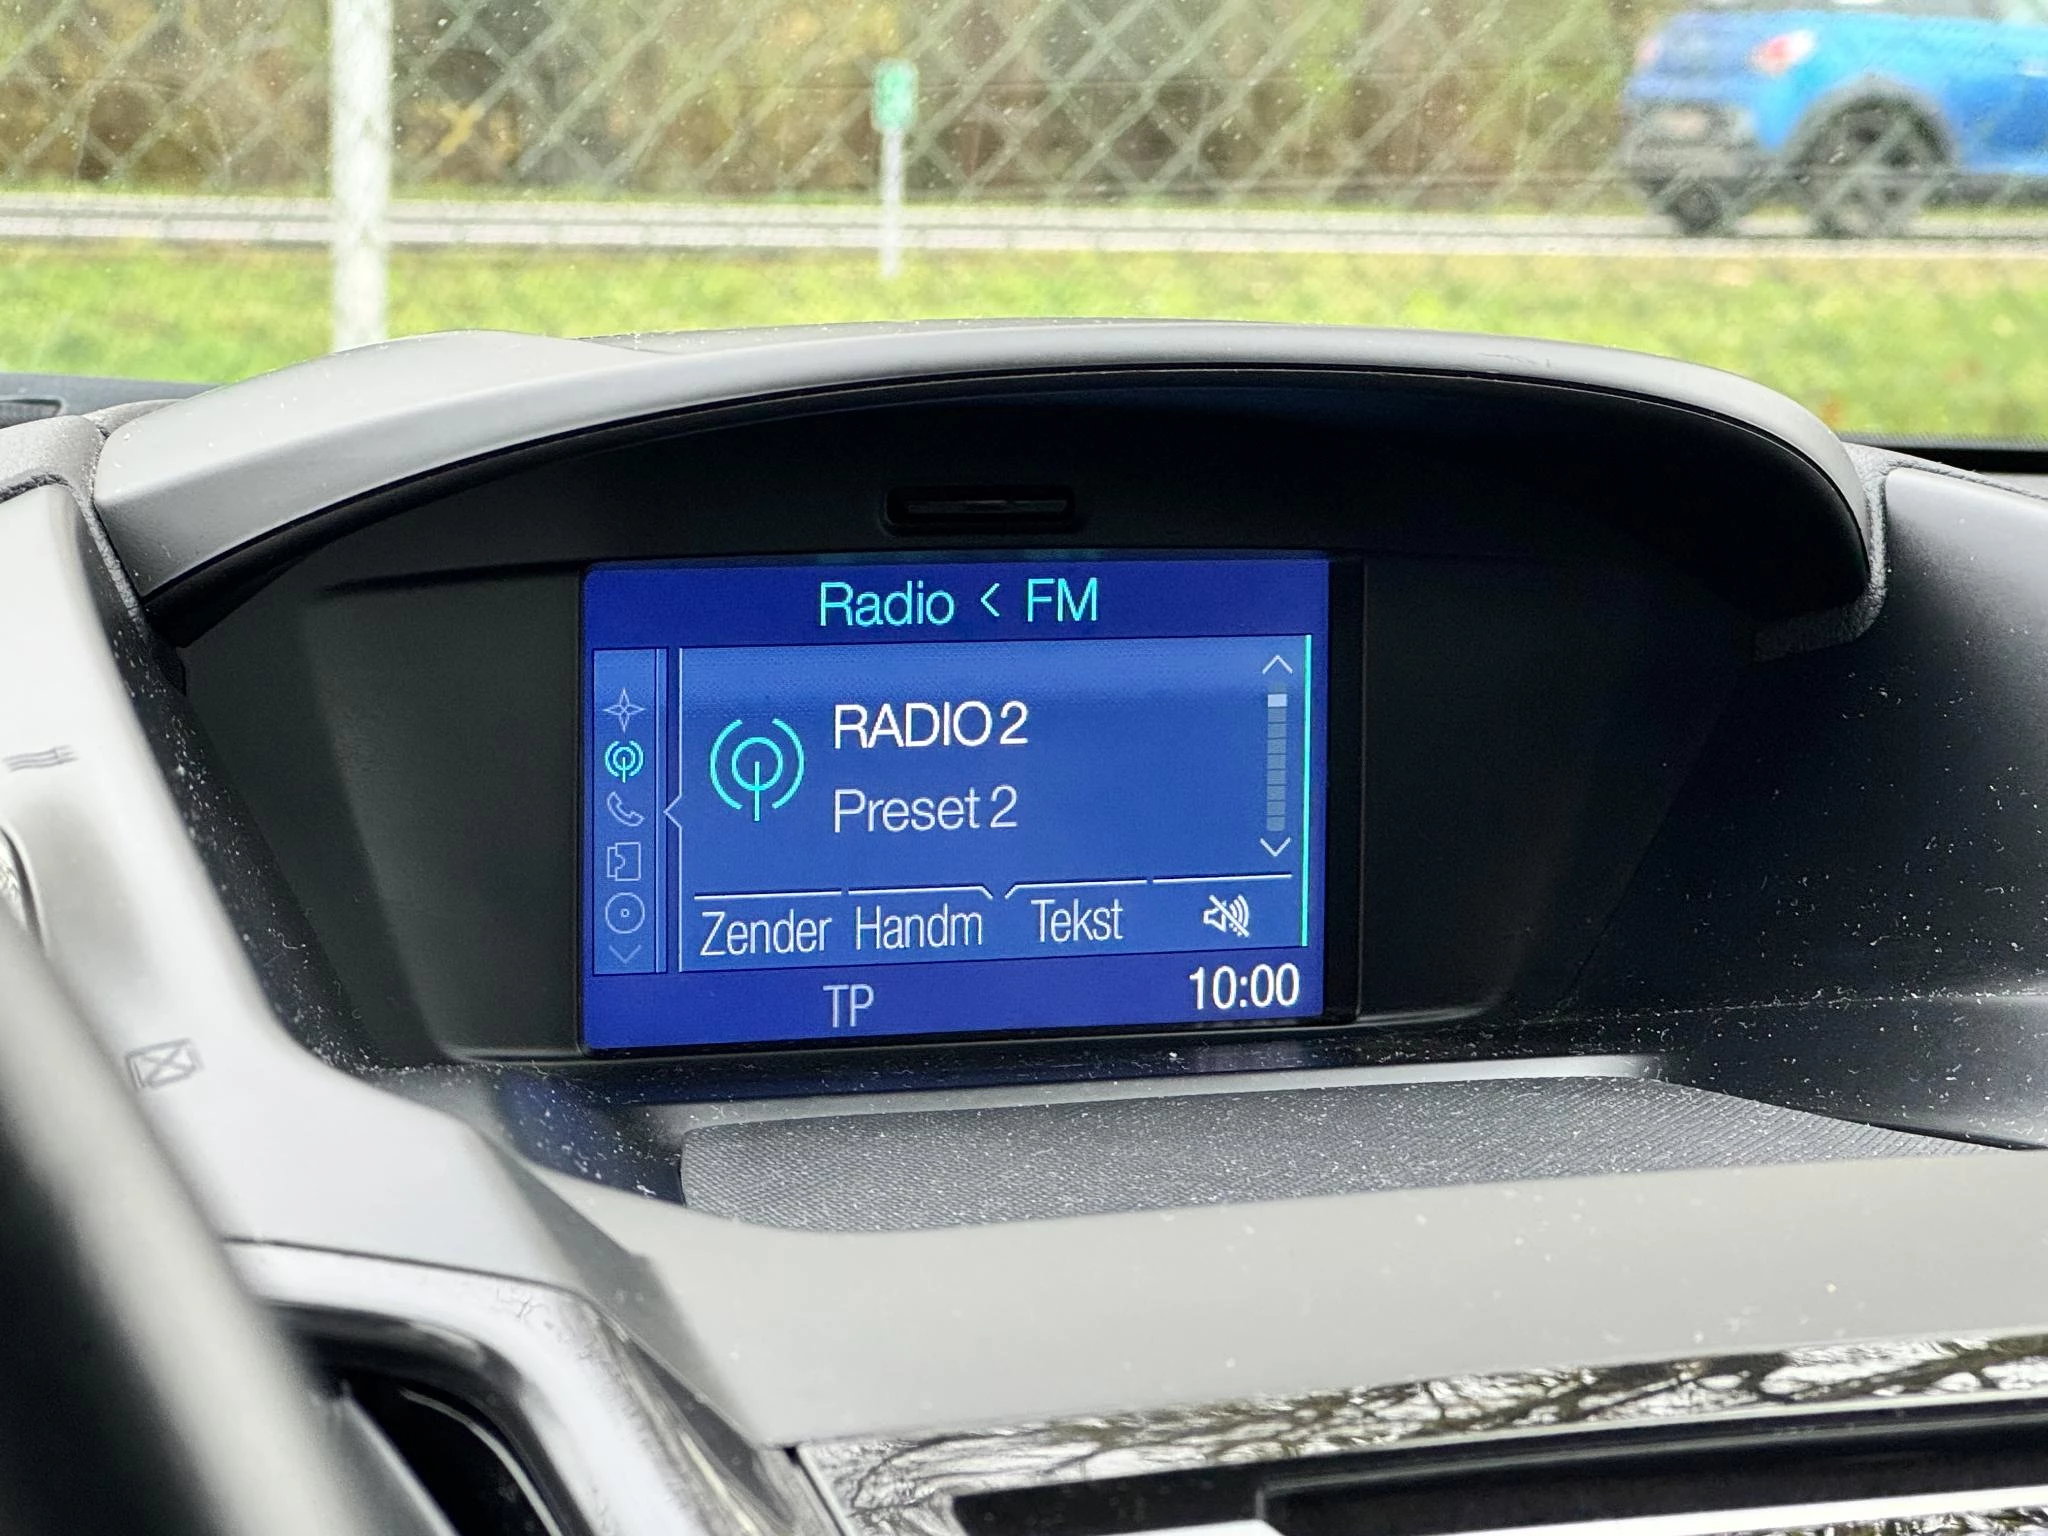 Radio < FM
RADIO 2
Preset 2
Zender Handm Tekst
TP 10:00